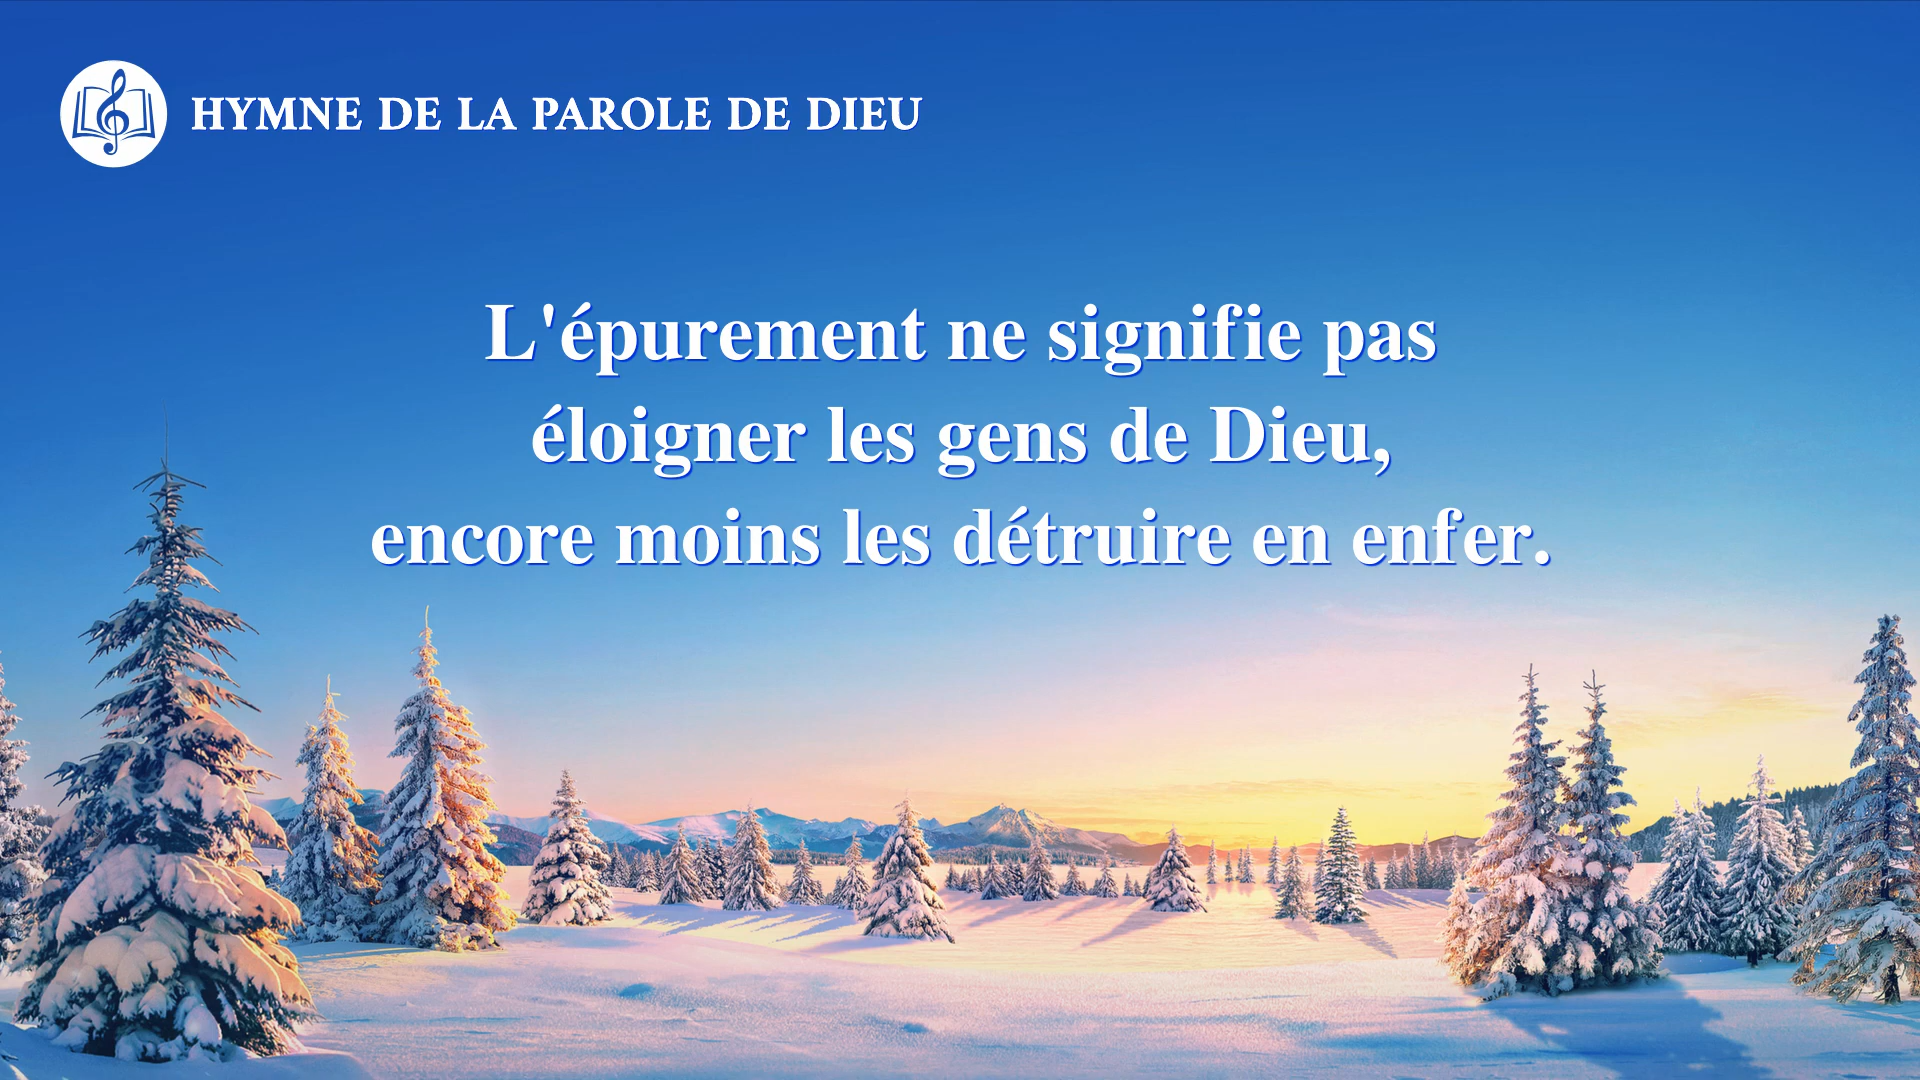 HYMNE DE LA PAROLE DE DIEU
L'épurement ne signifie pas
éloigner les gens de Dieu,
encore moins les détruire en enfer.